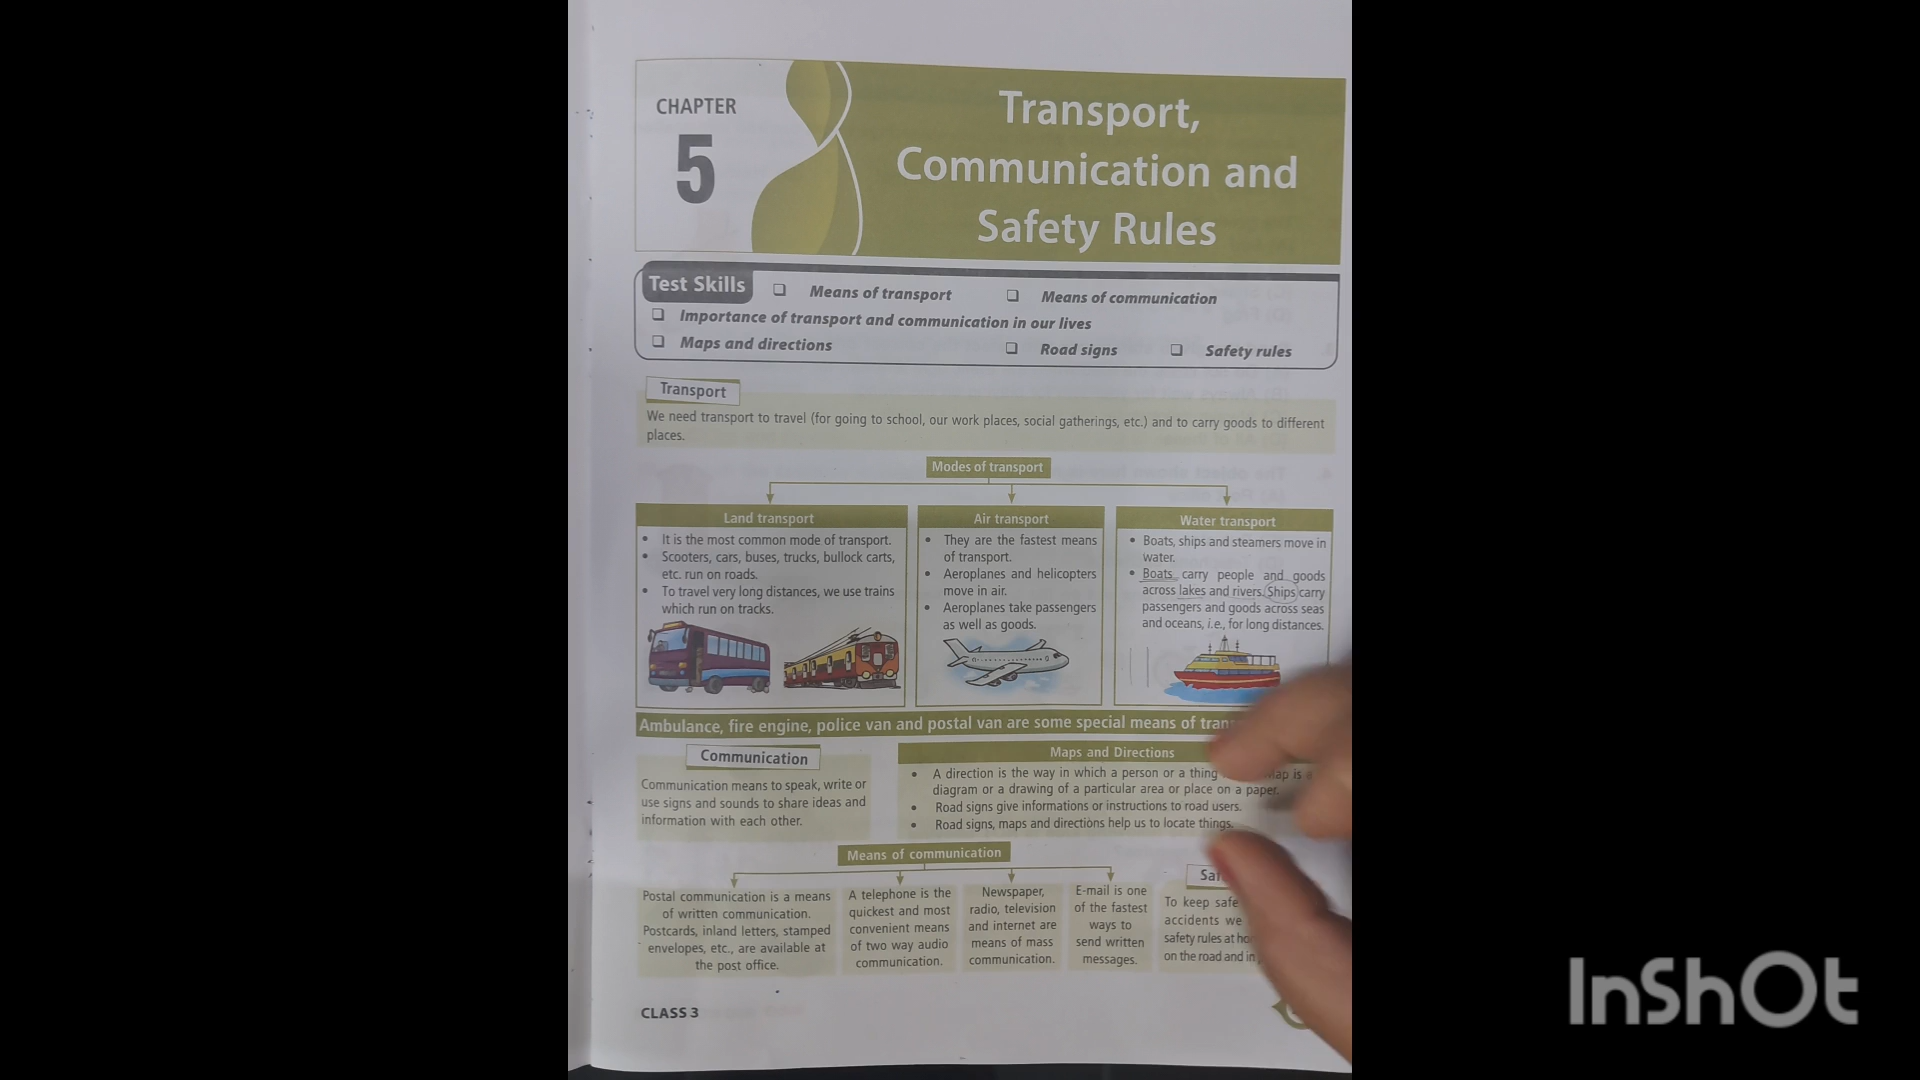 CHAPTER
5
Transport,
Communication and
Safety Rules
Test Skills
❑ Means of transport
❑ Means of communication
❑ Importance of transport and communication in our lives
❑ Maps and directions
❑ Road signs
❑ Safety rules
Transport
We need transport to travel (for going to school, our work places, social gatherings, etc.) and to carry goods to different
places.
Modes of transport
Land transport
• It is the most common mode of transport.
• Scooters, cars, buses, trucks, bullock carts,
etc. run on roads.
• To travel very long distances, we use trains
which run on tracks.
Air transport
• They are the fastest means
of transport.
• Aeroplanes and helicopters
move in air.
• Aeroplanes take passengers
as well as goods.
Water transport
• Boats, ships and steamers move in
water.
• Boats carry people and goods
across lakes and rivers. Ships carry
passengers and goods across seas
and oceans, i.e., for long distances.
Ambulance, fire engine, police van and postal van are some special means of
Communication
Communication means to speak, write or
use signs and sounds to share ideas and
information with each other.
Maps and Directions
• A direction is the way in which a person or a thing is a
diagram or a drawing of a particular area or place on a paper.
• Road signs give informations or instructions to road users.
• Road signs, maps and directions help us to locate things.
Means of communication
Postal communication is a means
of written communication.
Postcards, inland letters, stamped
envelopes, etc., are available at
the post office.
A telephone is the
quickest and most
convenient means
of two way audio
communication.
Newspaper,
radio, television
and internet are
means of mass
communication.
E-mail is one
of the fastest
ways to
send written
messages.
To keep safe
accidents we
safety rules at
on the road and in
CLASS 3
InShOt